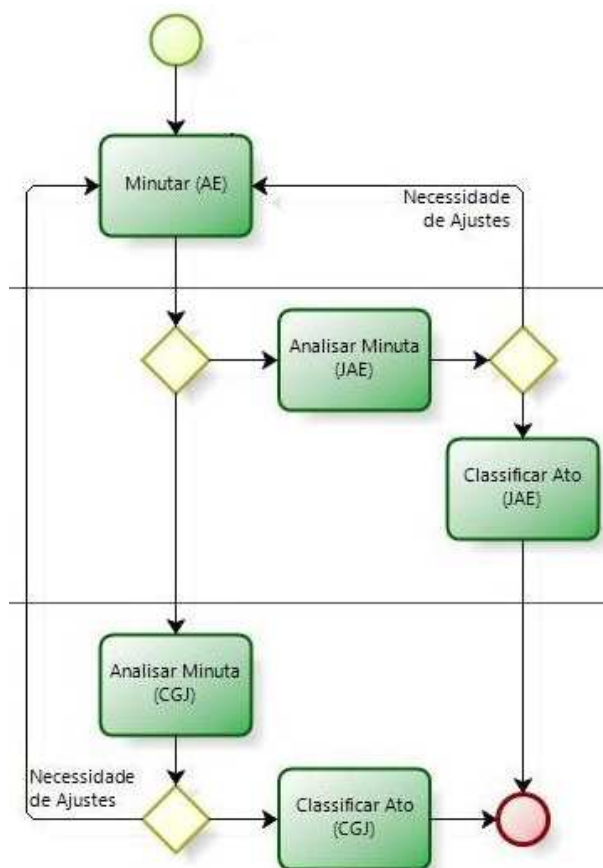 Minutar (AE)
Necessidade
de Ajustes
Analisar Minuta
(JAE)
Classificar Ato
(JAE)
Analisar Minuta
(CGJ)
Necessidade
de Ajustes
Classificar Ato
(CGJ)